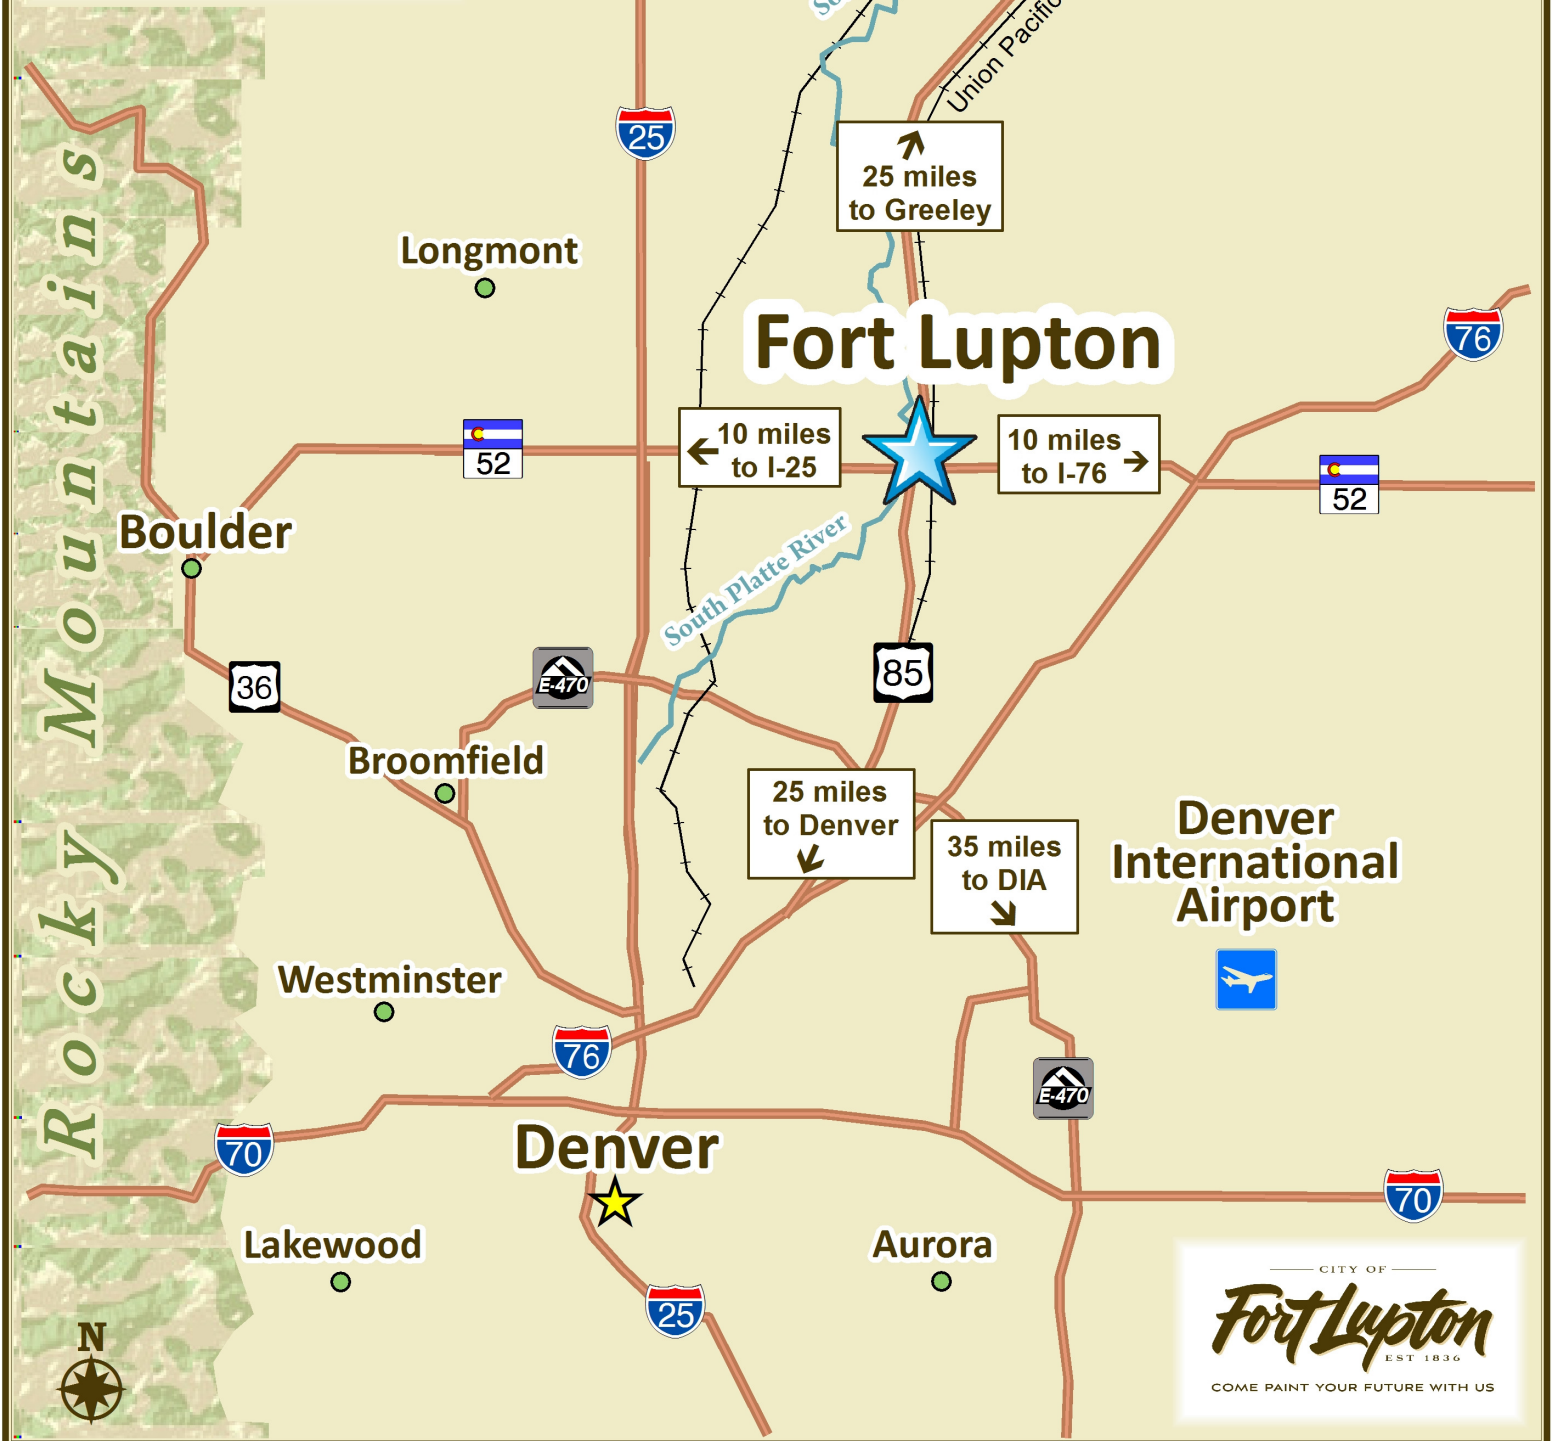 So
Union Pacific
25
25 miles
to Greeley
Longmont
Fort Lupton
76
10 miles
to I-25
10 miles
to I-76
52
52
Boulder
South Platte River
36
E-470
85
Broomfield
25 miles
to Denver
35 miles
to DIA
Denver
International
Airport
Westminster
76
E-470
Rocky Mountains
70
Denver
70
Lakewood
Aurora
25
N
CITY OF
Fort Lupton
EST 1836
COME PAINT YOUR FUTURE WITH US